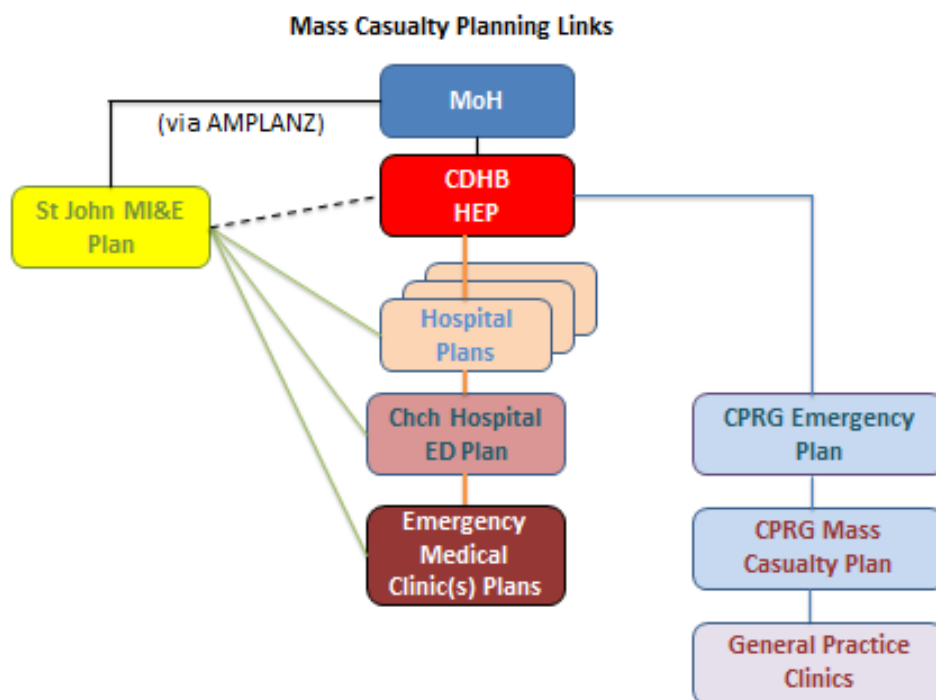 Mass Casualty Planning Links
MoH
(via AMPLANZ)
CDHB
HEP
St John MI&E
Plan
Hospital
Plans
Chch Hospital
ED Plan
CPRG Emergency
Plan
Emergency
Medical
Clinic(s) Plans
CPRG Mass
Casualty Plan
General Practice
Clinics